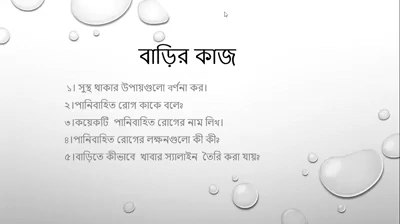 বাড়ির কাজ
১। সুস্থ থাকার উপায়গুলো বর্ণনা কর।
২।পানিবাহিত রোগ কাকে বলেঃ
৩।কয়েকটি পানিবাহিত রোগের নাম লিখ।
৪।পানিবাহিত রোগের লক্ষনগুলো কী কীঃ
৫।বাড়িতে কীভাবে খাবার স্যালাইন তৈরি করা যায়ঃ